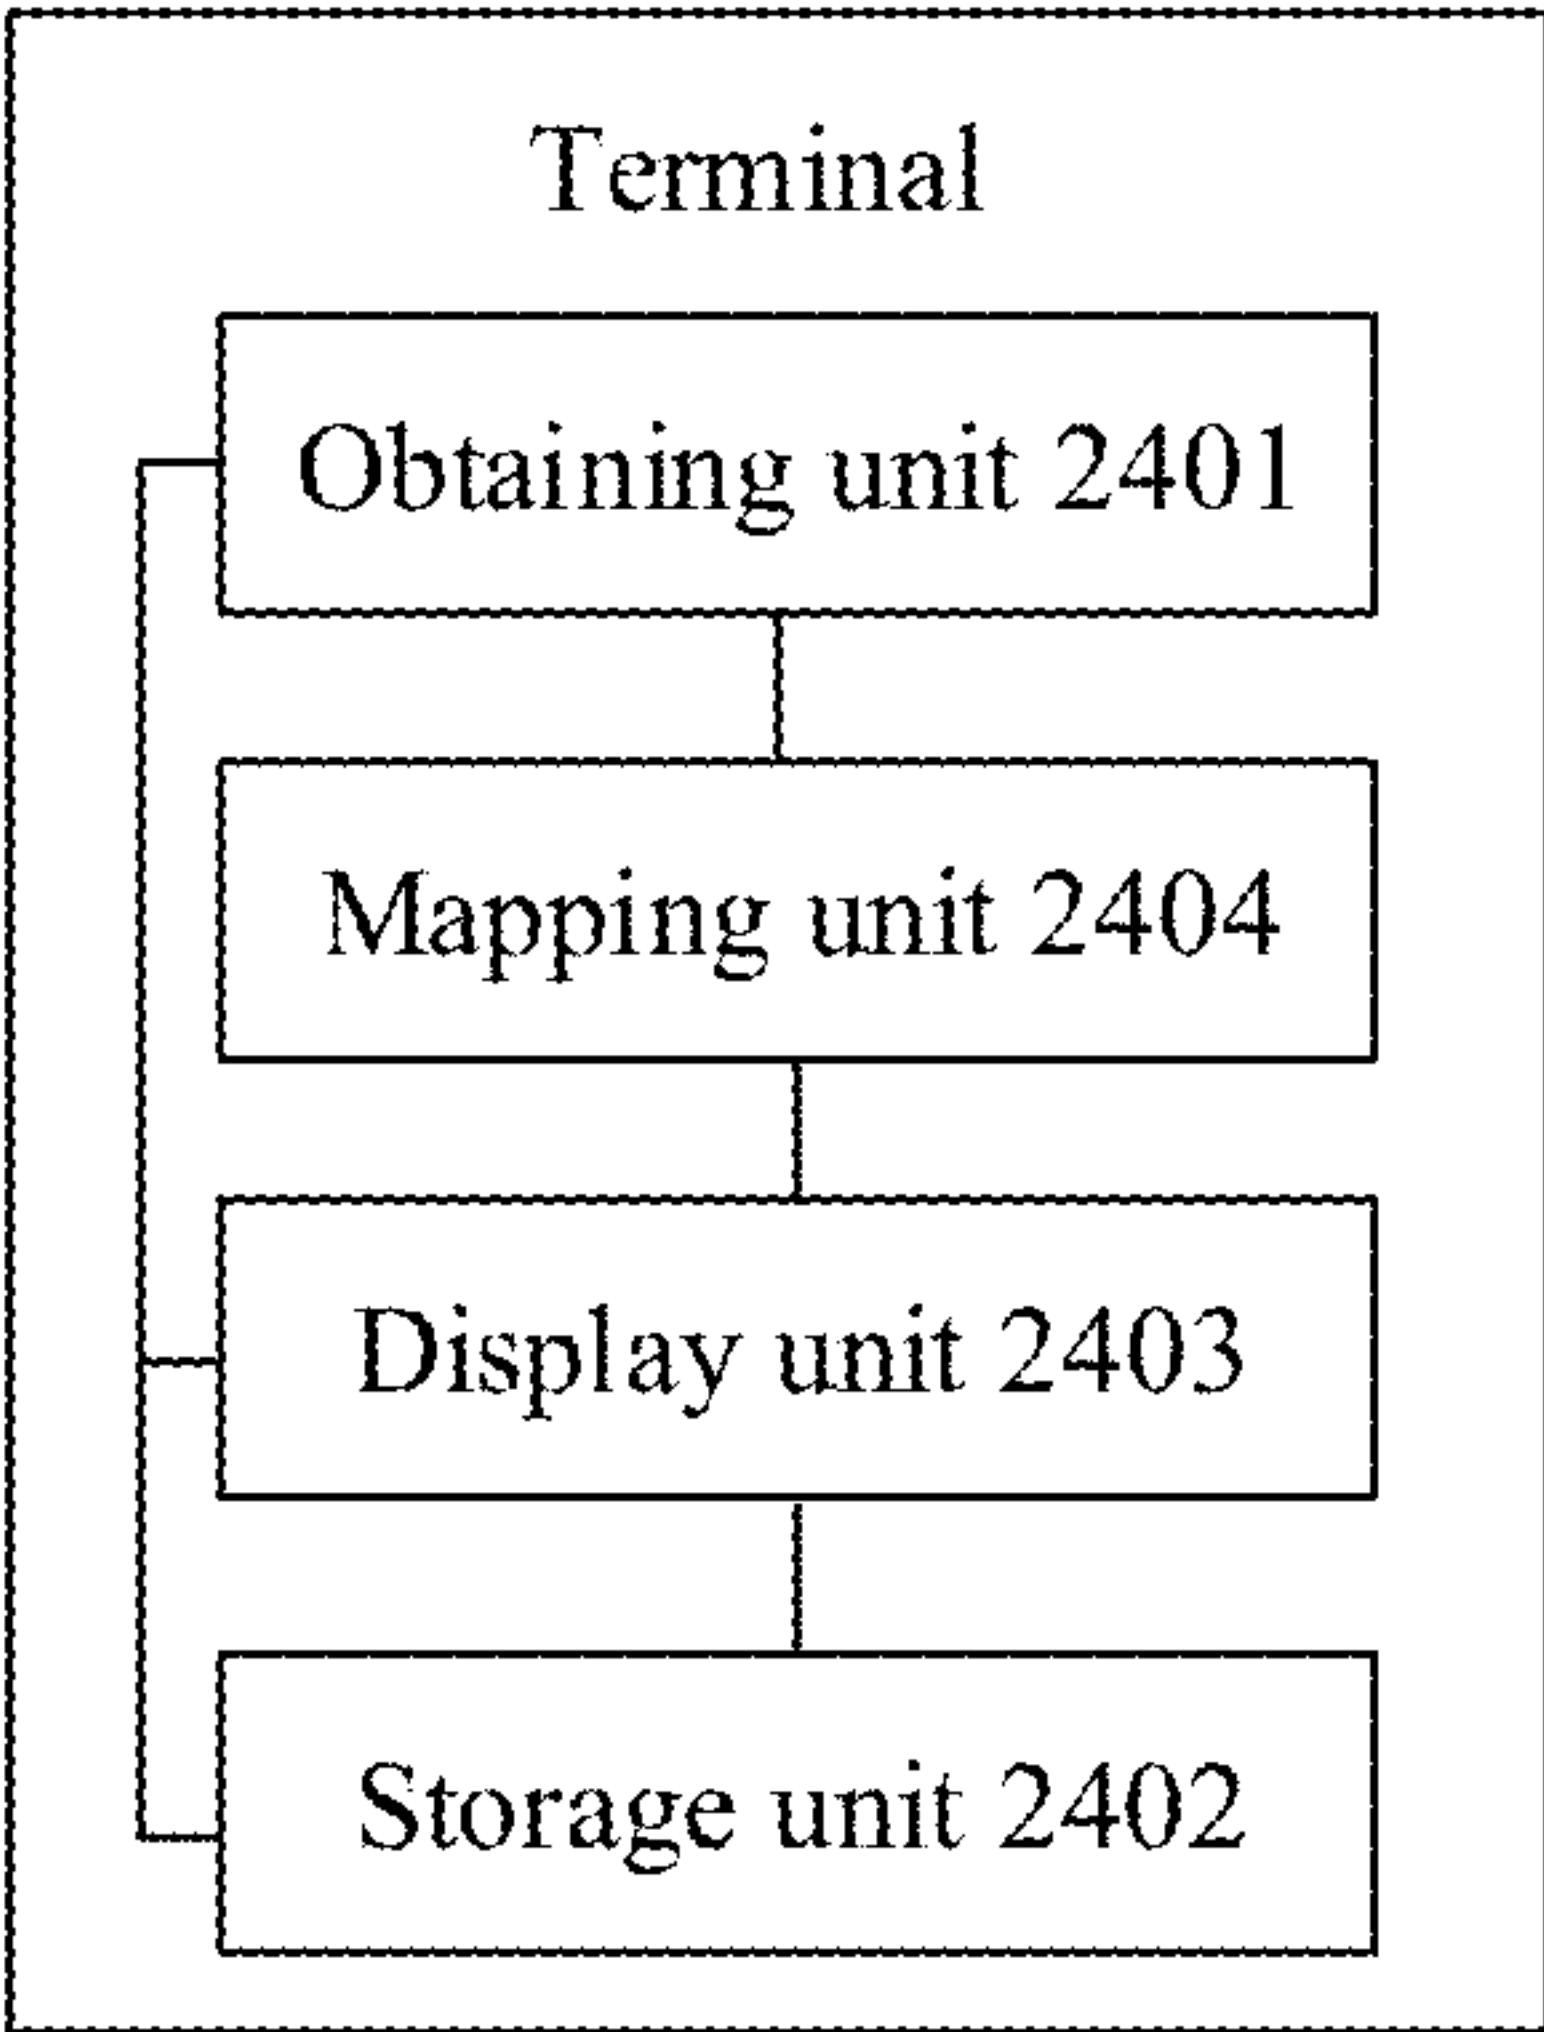 Terminal
Obtaining unit 2401
Mapping unit 2404
Display unit 2403
Storage unit 2402